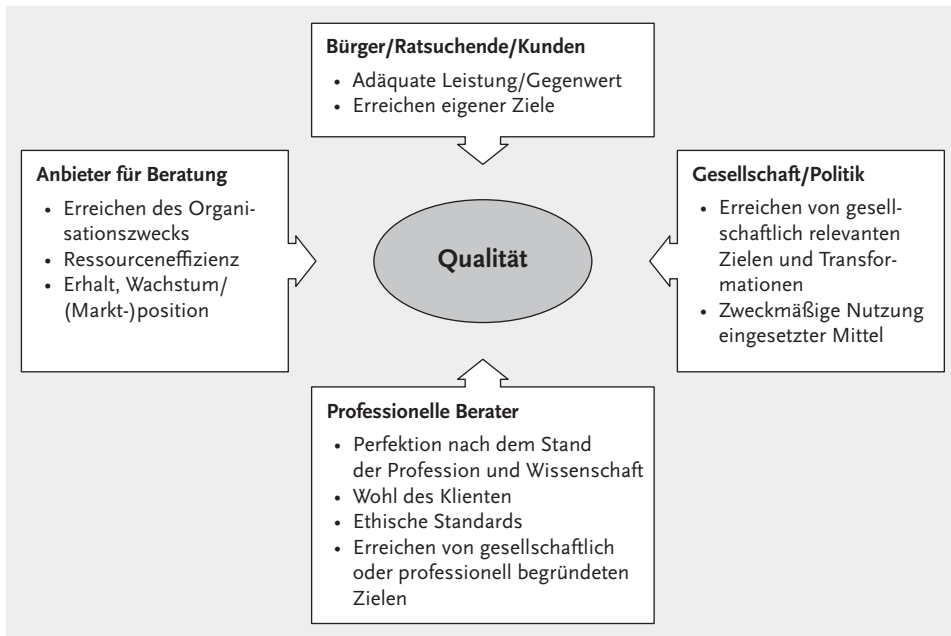 Bürger/Ratsuchende/Kunden
• Adäquate Leistung/Gegenwert
• Erreichen eigener Ziele
Anbieter für Beratung
• Erreichen des Organi-
sationszwecks
• Ressourceneffizienz
• Erhalt, Wachstum/
(Markt-)position
Qualität
Gesellschaft/Politik
• Erreichen von gesell-
schaftlich relevanten
Zielen und Transfor-
mationen
• Zweckmäßige Nutzung
eingesetzter Mittel
Professionelle Berater
• Perfektion nach dem Stand
der Profession und Wissenschaft
• Wohl des Klienten
• Ethische Standards
• Erreichen von gesellschaftlich
oder professionell begründeten
Zielen